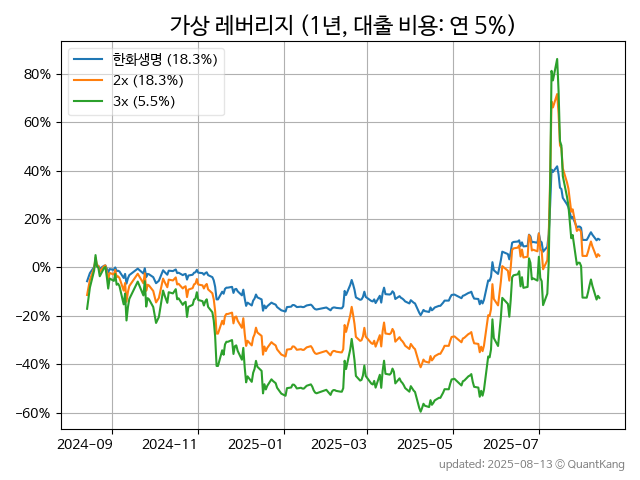 가상 레버리지 (1년, 대출 비용: 연 5%)
한화생명 (18.3%)
2x (18.3%)
3x (5.5%)
80%
60%
40%
20%
0%
−20%
−40%
−60%
2024-09
2024-11
2025-01
2025-03
2025-05
2025-07
updated: 2025-08-13 © QuantKang